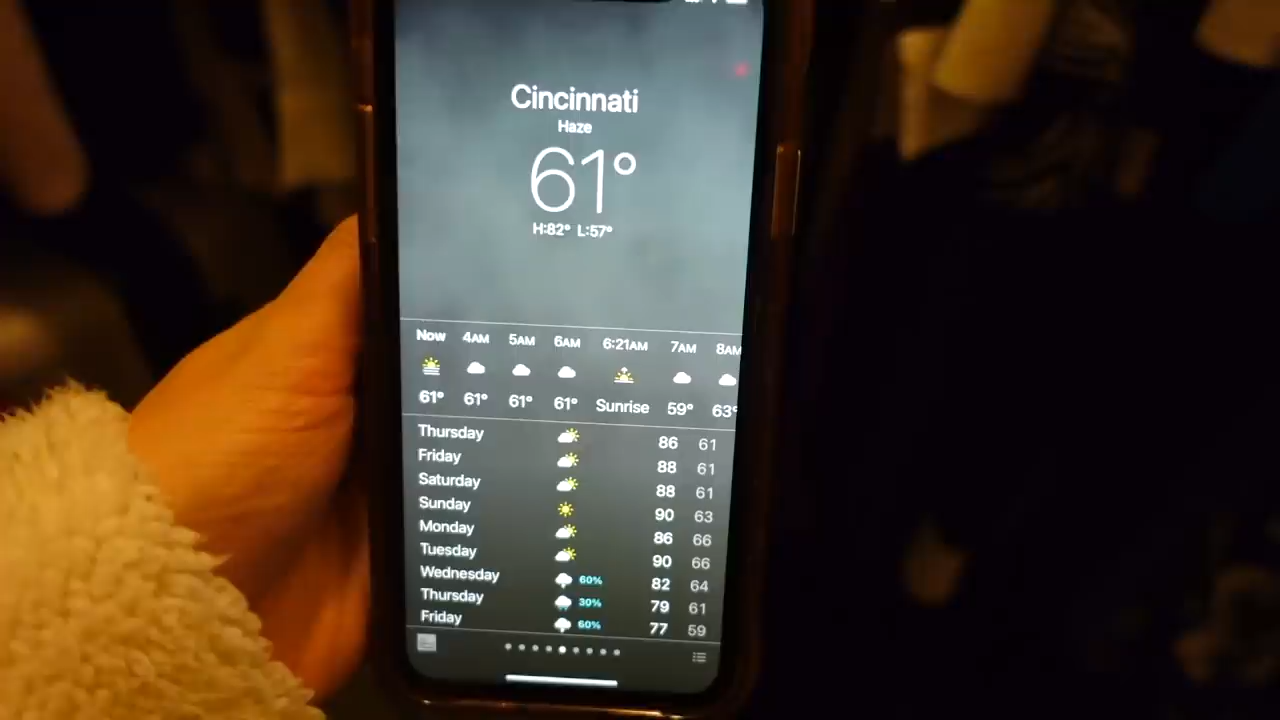 Cincinnati
Haze
61°
H:82° L:57°
Now 4AM 5AM 6AM 6:21AM 7AM 8AM
61° 61° 61° 61° Sunrise 59° 63°
Thursday 86 61
Friday 88 61
Saturday 88 61
Sunday 90 63
Monday 86 66
Tuesday 90 66
Wednesday 60% 82 64
Thursday 30% 79 61
Friday 60% 77 59